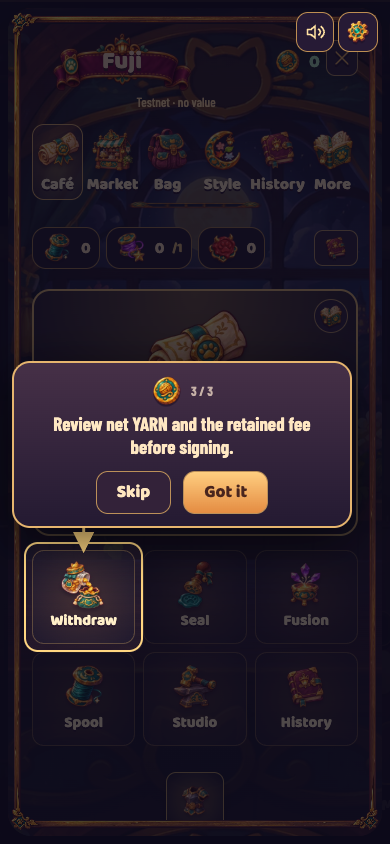 Fuji
0
Testnet · no value
Café Market Bag Style History More
0 0 /1 0
3 / 3
Review net YARN and the retained fee
before signing.
Skip Got it
Withdraw Seal Fusion
Spool Studio History